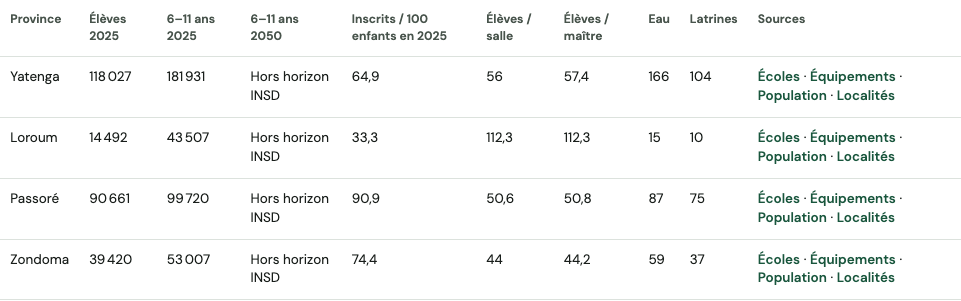 Province Élèves 2025 6–11 ans 2025 6–11 ans 2050 Inscrits / 100 enfants en 2025 Élèves / salle Élèves / maître Eau Latrines Sources
Yatenga 118 027 181 931 Hors horizon INSD 64,9 56 57,4 166 104 Écoles · Équipements · Population · Localités
Loroum 14 492 43 507 Hors horizon INSD 33,3 112,3 112,3 15 10 Écoles · Équipements · Population · Localités
Passoré 90 661 99 720 Hors horizon INSD 90,9 50,6 50,8 87 75 Écoles · Équipements · Population · Localités
Zondoma 39 420 53 007 Hors horizon INSD 74,4 44 44,2 59 37 Écoles · Équipements · Population · Localités